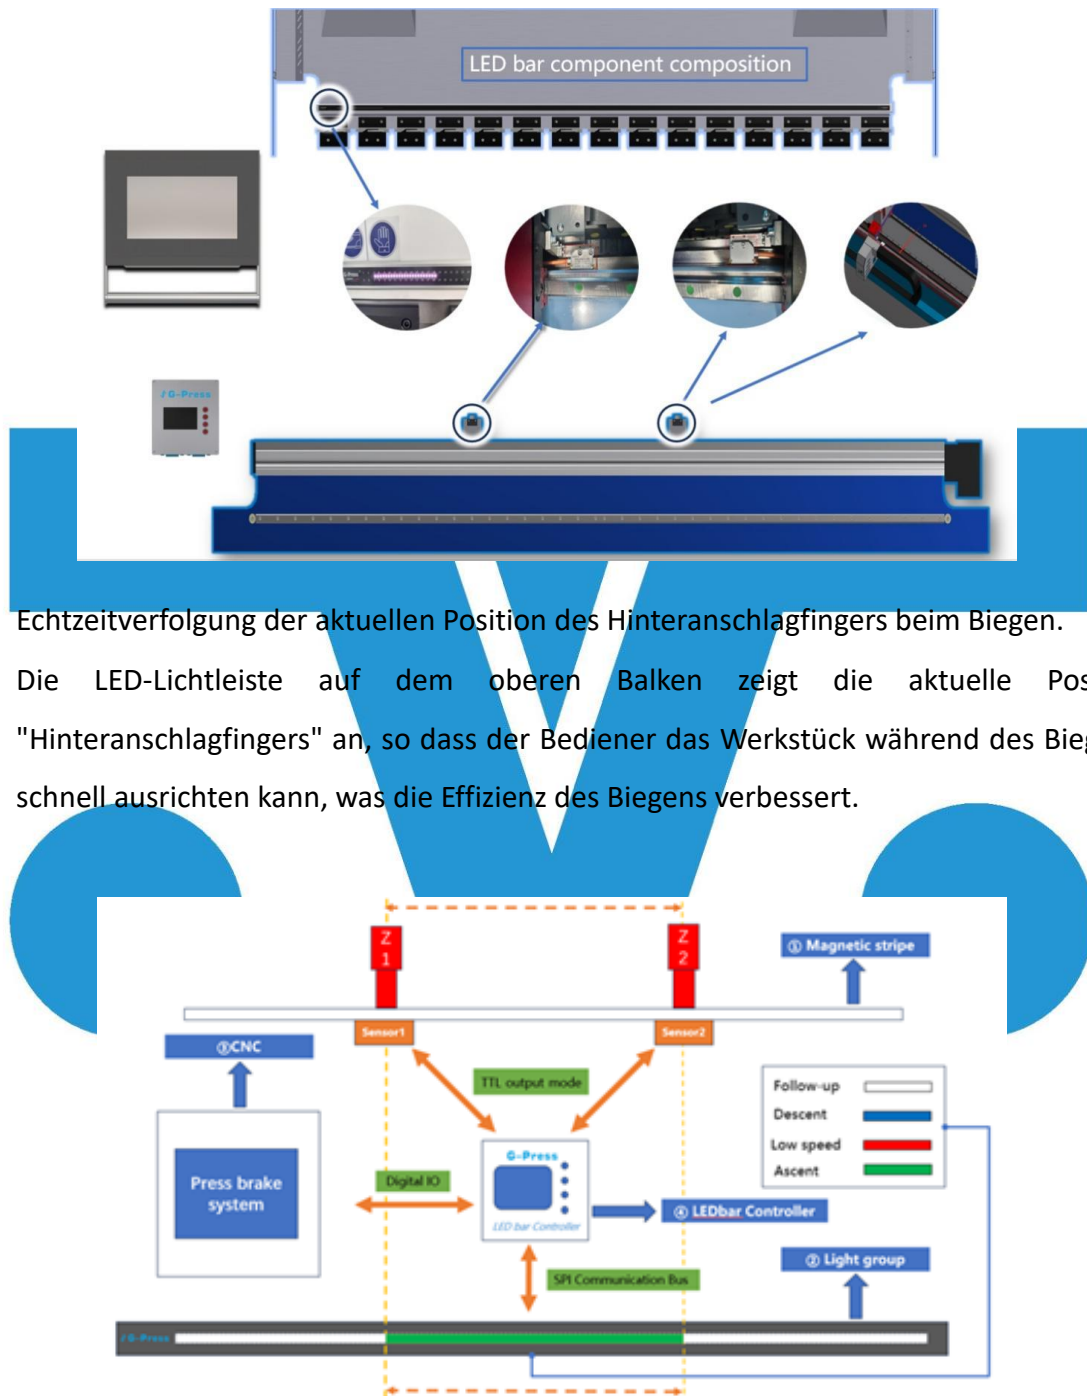 LED bar component composition
G-Press
G-Press
Echtzeitverfolgung der aktuellen Position des Hinteranschlagfingers beim Biegen.
Die LED-Lichtleiste auf dem oberen Balken zeigt die aktuelle Pos
"Hinteranschlagfingers" an, so dass der Bediener das Werkstück während des Bieg
schnell ausrichten kann, was die Effizienz des Biegens verbessert.
Z1
Z2
① Magnetic stripe
Sensor1
Sensor2
③CNC
TTL output mode
Follow-up
Descent
Low speed
Ascent
G-Press
Press brake
system
Digital IO
④ LEDbar Controller
LED bar Controller
② Light group
SPI Communication Bus
G-Press